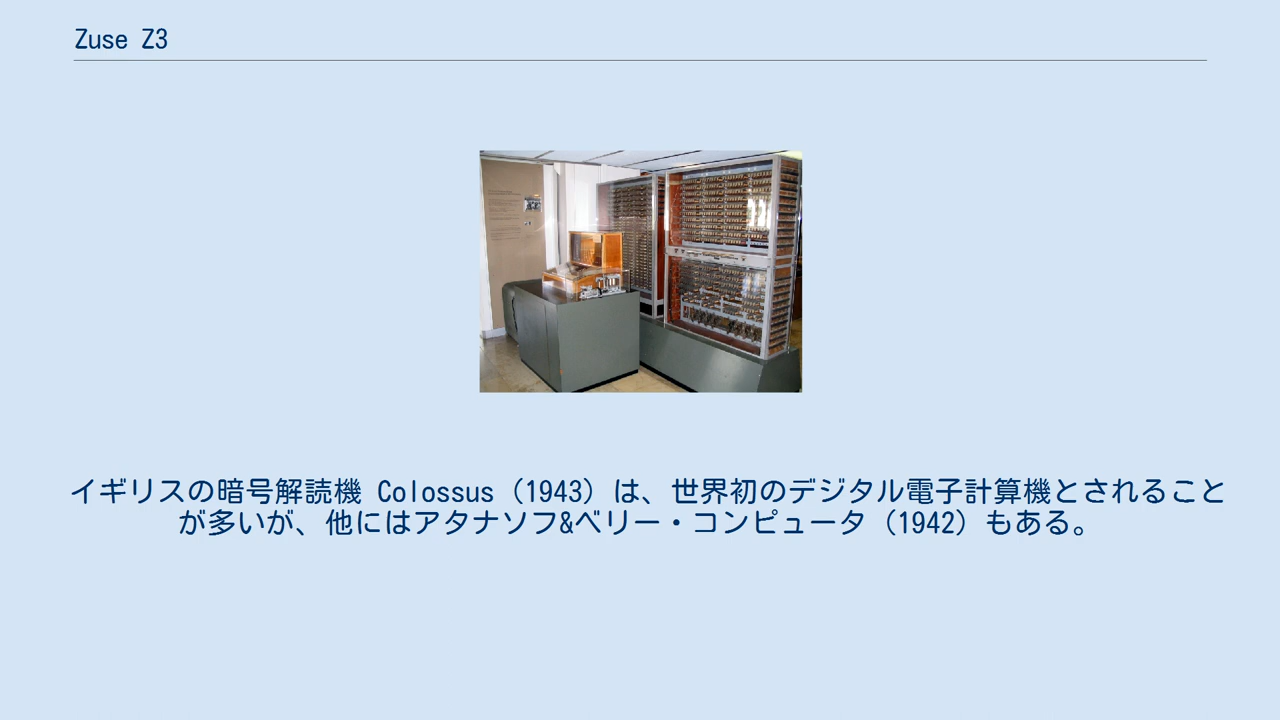 Zuse Z3
イギリスの暗号解読機 Colossus（1943）は、世界初のデジタル電子計算機とされること
が多いが、他にはアタナソフ&ベリー・コンピュータ（1942）もある。